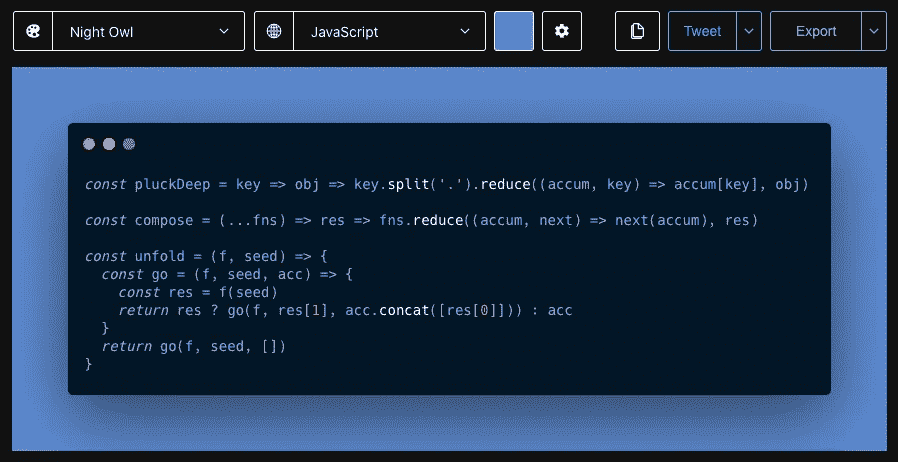 Night Owl
JavaScript
Tweet
Export
const pluckDeep = key => obj => key.split('.').reduce((accum, key) => accum[key], obj)
const compose = (...fns) => res => fns.reduce((accum, next) => next(accum), res)
const unfold = (f, seed) => {
  const go = (f, seed, acc) => {
    const res = f(seed)
    return res ? go(f, res[1], acc.concat([res[0]])) : acc
  }
  return go(f, seed, [])
}